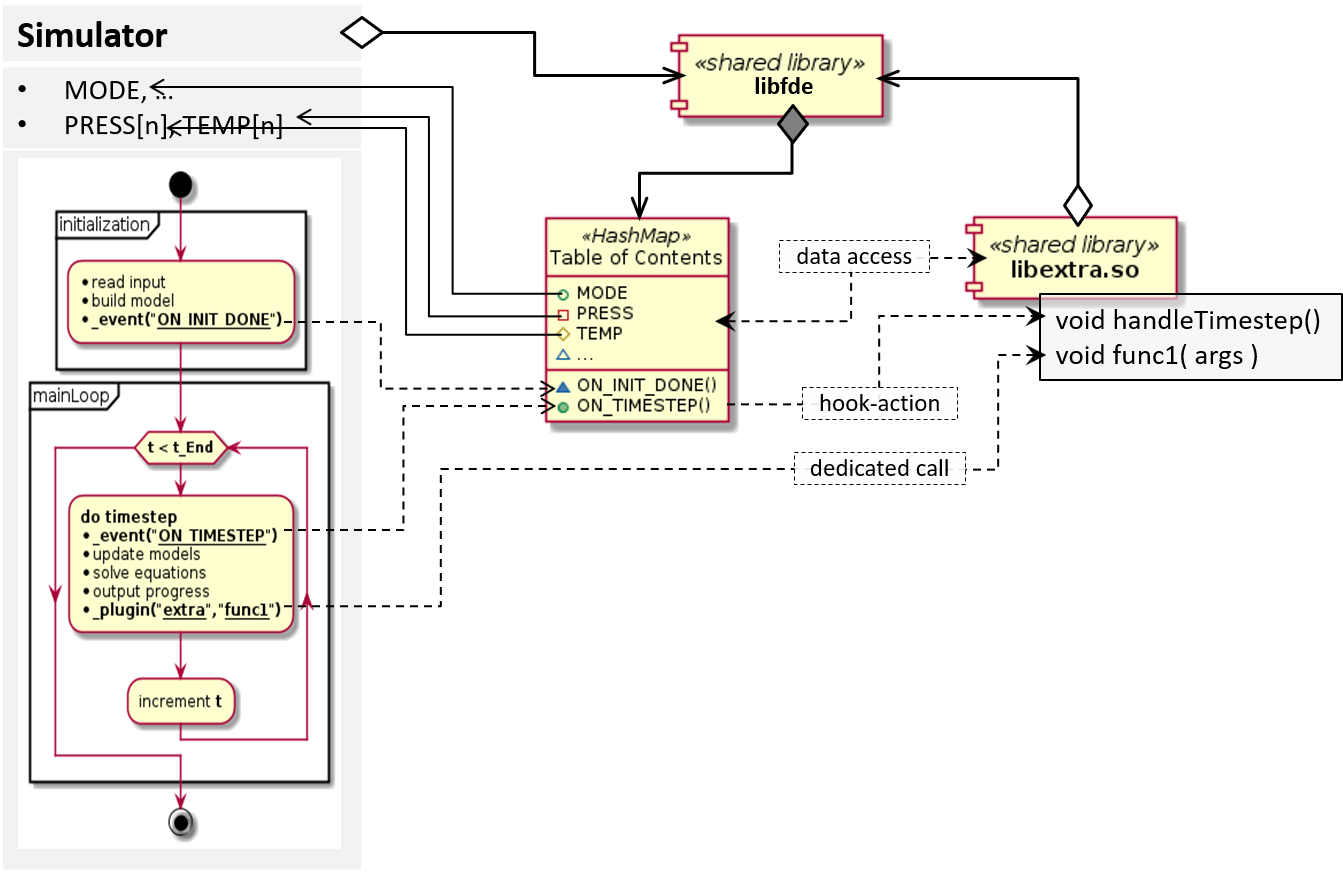 Simulator
• MODE, ...
• PRESS[n], TEMP[n]
initialization
• read input
• build model
• _event("ON_INIT_DONE")
mainLoop
t < t_End
do timestep
• _event("ON_TIMESTEP")
• update models
• solve equations
• output progress
• _plugin("extra","func1")
increment t
«shared library»
libfde
«HashMap»
Table of Contents
MODE
PRESS
TEMP
...
ON_INIT_DONE()
ON_TIMESTEP()
data access
hook-action
dedicated call
«shared library»
libextra.so
void handleTimestep()
void func1( args )